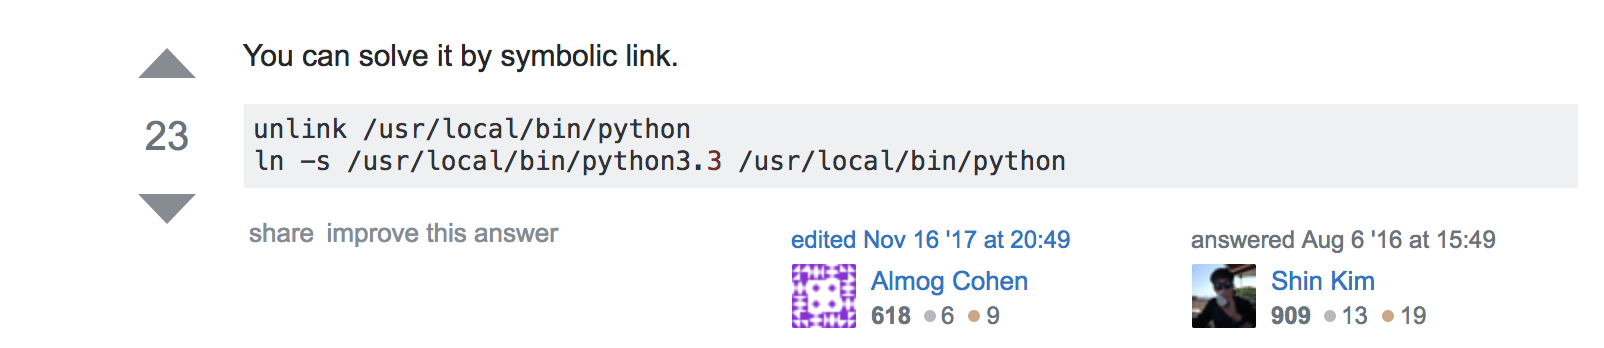 You can solve it by symbolic link.
23
unlink /usr/local/bin/python
ln -s /usr/local/bin/python3.3 /usr/local/bin/python
share improve this answer
edited Nov 16 '17 at 20:49
Almog Cohen
618 ●6 ●9
answered Aug 6 '16 at 15:49
Shin Kim
909 ●13 ●19